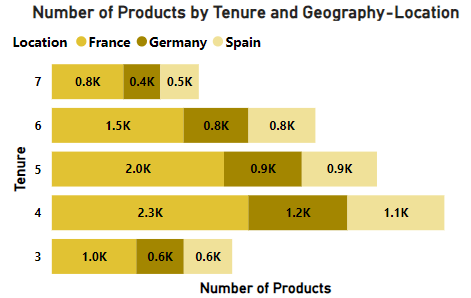 Number of Products by Tenure and Geography-Location
Location France Germany Spain
7 0.8K 0.4K 0.5K
6 1.5K 0.8K 0.8K
5 2.0K 0.9K 0.9K
4 2.3K 1.2K 1.1K
3 1.0K 0.6K 0.6K
Tenure
Number of Products